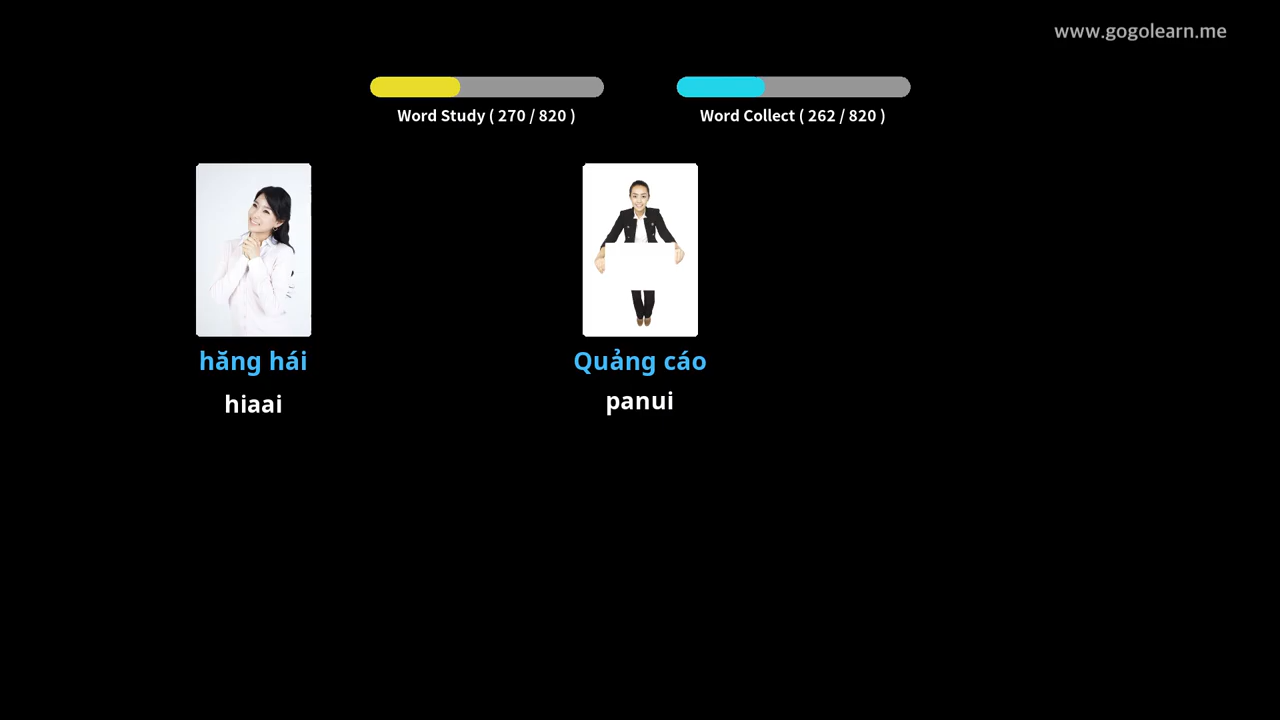 www.gogolearn.me
Word Study ( 270 / 820 )
Word Collect ( 262 / 820 )
hăng hái
Quảng cáo
hiaai
panui